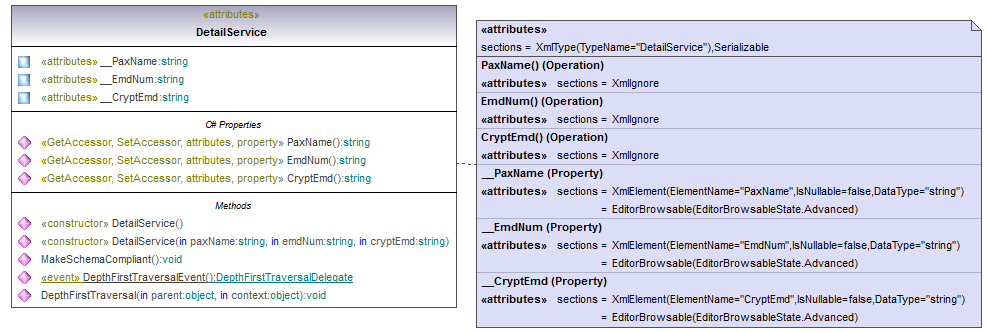 «attributes»
DetailService
«attributes» __PaxName:string
«attributes» __EmdNum:string
«attributes» __CryptEmd:string
C# Properties
«GetAccessor, SetAccessor, attributes, property» PaxName():string
«GetAccessor, SetAccessor, attributes, property» EmdNum():string
«GetAccessor, SetAccessor, attributes, property» CryptEmd():string
Methods
«constructor» DetailService()
«constructor» DetailService(in paxName:string, in emdNum:string, in cryptEmd:string)
MakeSchemaCompliant():void
«event» DepthFirstTraversalEvent():DepthFirstTraversalDelegate
DepthFirstTraversal(in parent:object, in context:object):void
«attributes»
sections = XmlType(TypeName="DetailService"),Serializable
PaxName() (Operation)
«attributes» sections = XmlIgnore
EmdNum() (Operation)
«attributes» sections = XmlIgnore
CryptEmd() (Operation)
«attributes» sections = XmlIgnore
__PaxName (Property)
«attributes» sections = XmlElement(ElementName="PaxName",IsNullable=false,DataType="string")
= EditorBrowsable(EditorBrowsableState.Advanced)
__EmdNum (Property)
«attributes» sections = XmlElement(ElementName="EmdNum",IsNullable=false,DataType="string")
= EditorBrowsable(EditorBrowsableState.Advanced)
__CryptEmd (Property)
«attributes» sections = XmlElement(ElementName="CryptEmd",IsNullable=false,DataType="string")
= EditorBrowsable(EditorBrowsableState.Advanced)